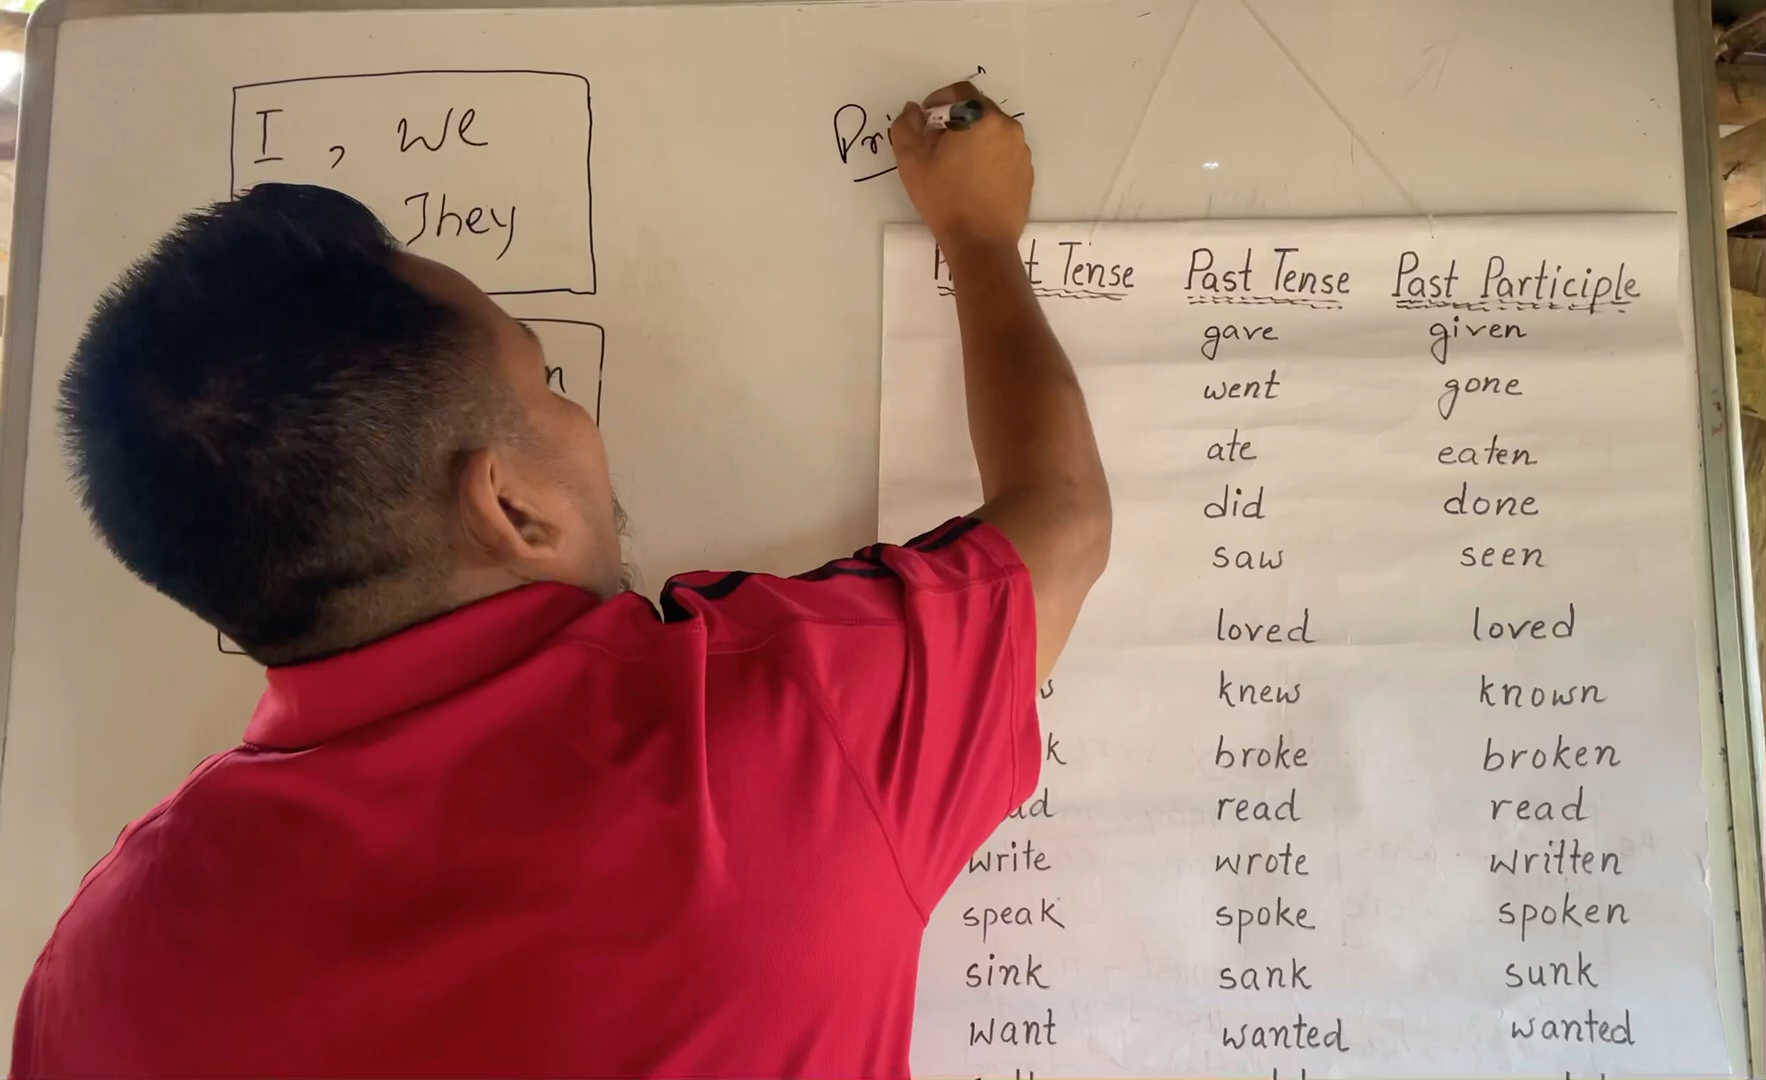 I , We
They
Tense Past Tense Past Participle
gave given
went gone
ate eaten
did done
saw seen
loved loved
knew known
broke broken
read read
write wrote written
speak spoke spoken
sink sank sunk
want wanted wanted